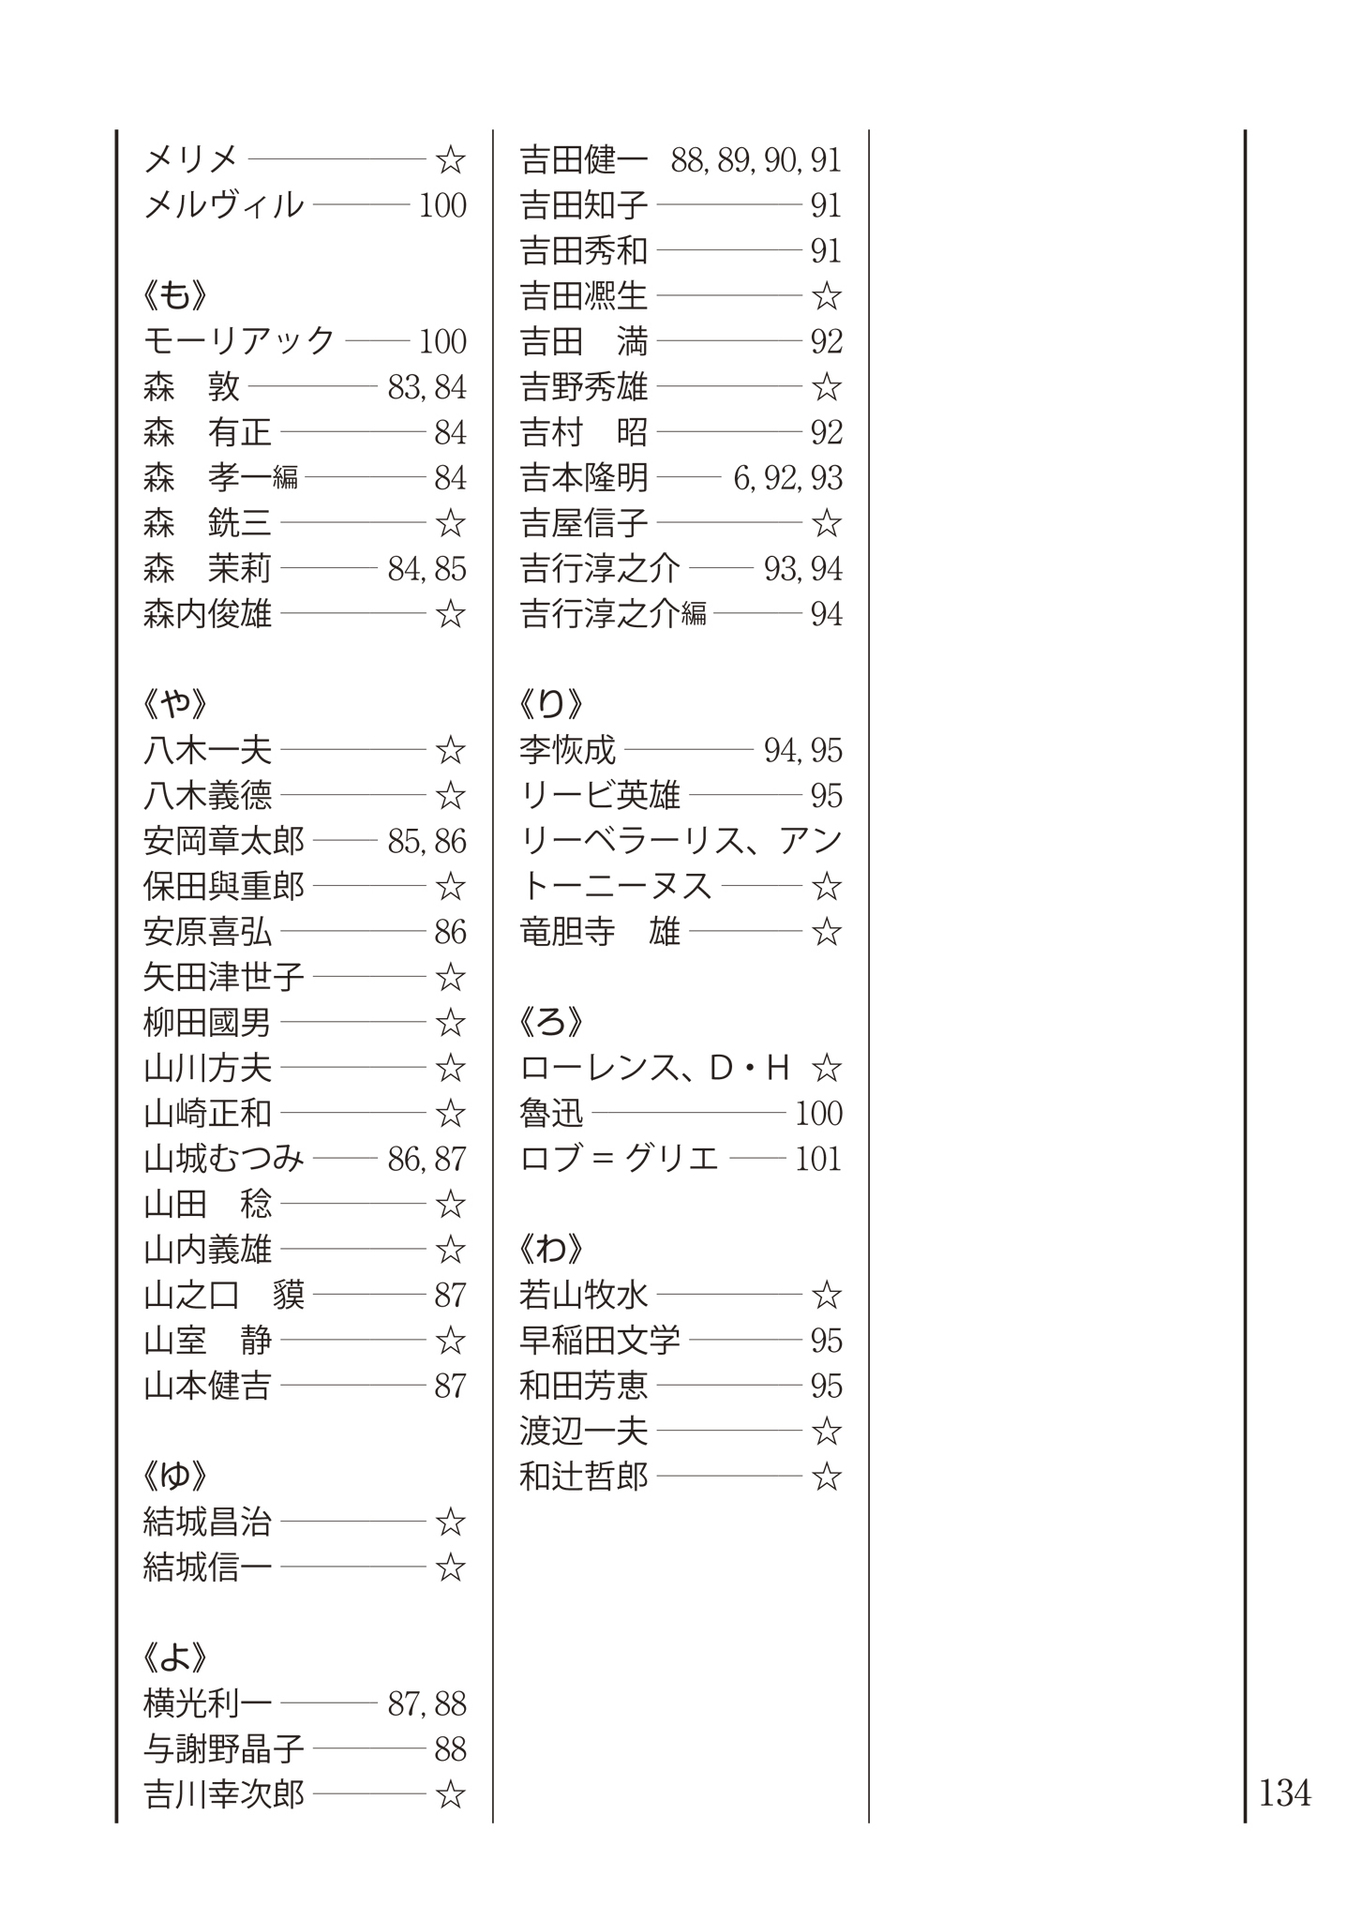 メリメ ☆
メルヴィル 100
《も》
モーリアック 100
森　敦 83, 84
森　有正 84
森　孝一編 84
森　銑三 ☆
森　茉莉 84, 85
森内俊雄 ☆
《や》
八木一夫 ☆
八木義德 ☆
安岡章太郎 85, 86
保田與重郎 ☆
安原喜弘 86
矢田津世子 ☆
柳田國男 ☆
山川方夫 ☆
山崎正和 ☆
山城むつみ 86, 87
山田　稔 ☆
山内義雄 ☆
山之口　貘 87
山室　静 ☆
山本健吉 87
《ゆ》
結城昌治 ☆
結城信一 ☆
《よ》
横光利一 87, 88
与謝野晶子 88
吉川幸次郎 ☆
吉田健一 88, 89, 90, 91
吉田知子 91
吉田秀和 91
吉田凞生 ☆
吉田　満 92
吉野秀雄 ☆
吉村　昭 92
吉本隆明 6, 92, 93
吉屋信子 ☆
吉行淳之介 93, 94
吉行淳之介編 94
《り》
李恢成 94, 95
リービ英雄 95
リーベラーリス、アン
トーニーヌス ☆
竜胆寺　雄 ☆
《ろ》
ローレンス、D・H ☆
魯迅 100
ロブ＝グリエ 101
《わ》
若山牧水 ☆
早稲田文学 95
和田芳恵 95
渡辺一夫 ☆
和辻哲郎 ☆
134